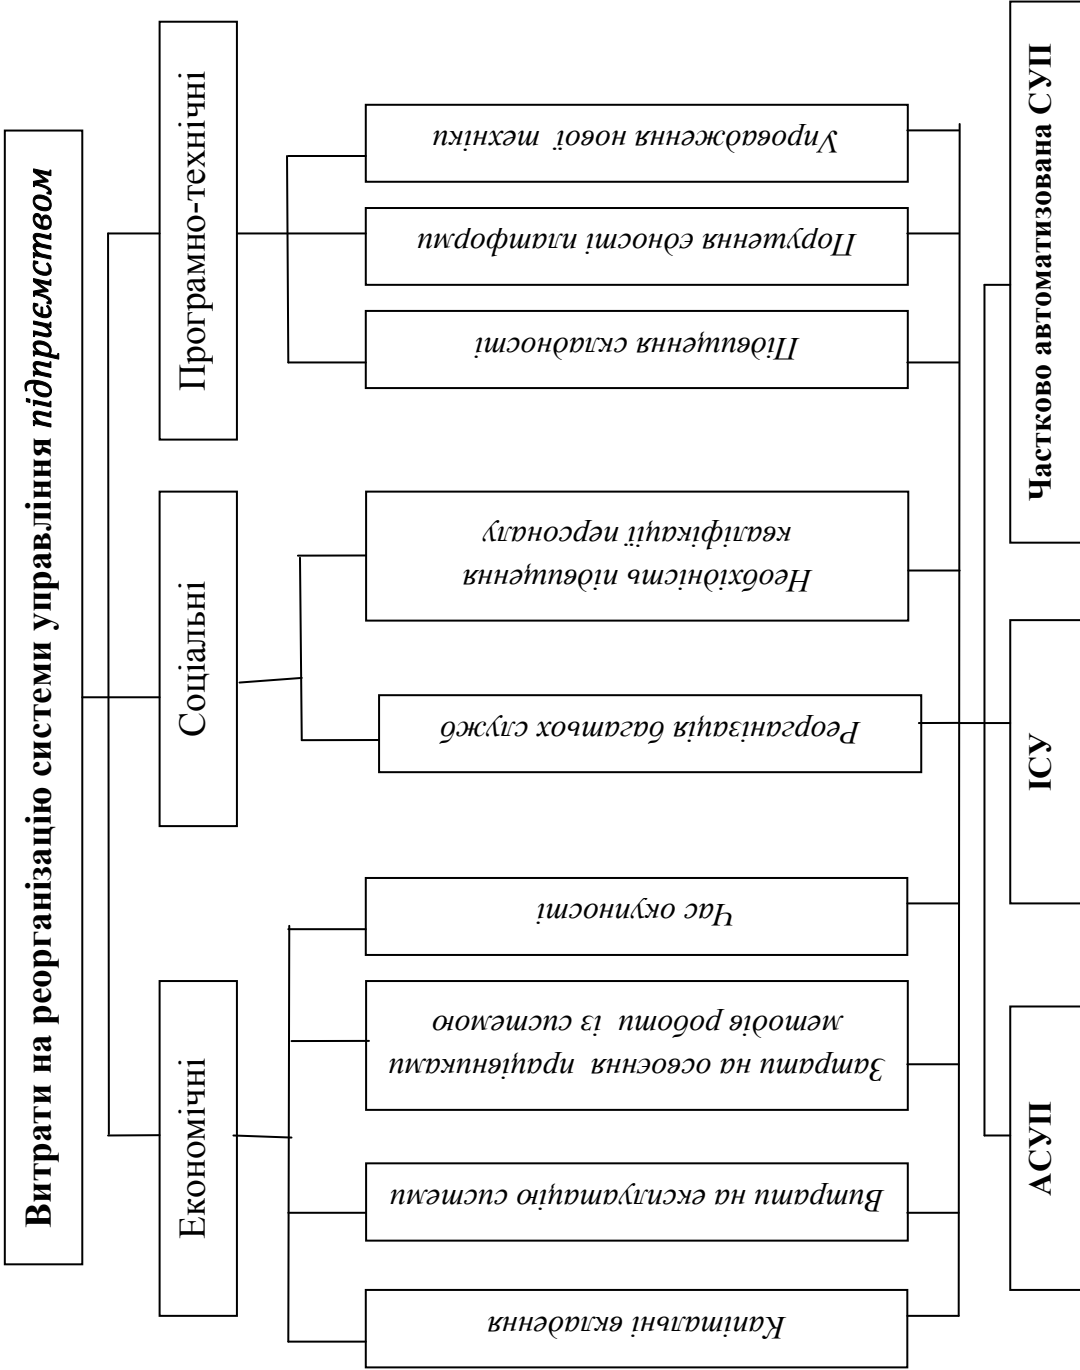 Витрати на реорганізацію системи управління підприємством
Економічні
Соціальні
Програмно-технічні
Капітальні вкладення
Витрати на експлуатацію системи
Затрати на освоєння працівниками
методів роботи із системою
Час окупності
Реорганізація багатьох служб
Необхідність підвищення
кваліфікації персоналу
Підвищення складності
Порушення єдності платформи
Упровадження нової техніки
АСУП
ІСУ
Частково автоматизована СУП